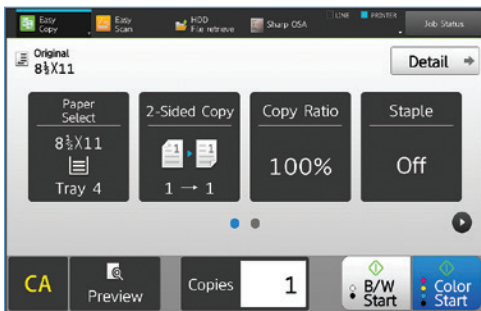 Easy
Copy
Easy
Scan
HDD
File retrieve
Sharp OSA
LINE
PRINTER
Job Status
Original
8½X11
Detail
Paper
Select
8½X11
Tray 4
2-Sided Copy
1 1
1 → 1
Copy Ratio
100%
Staple
Off
CA
Preview
Copies
1
B/W
Start
Color
Start